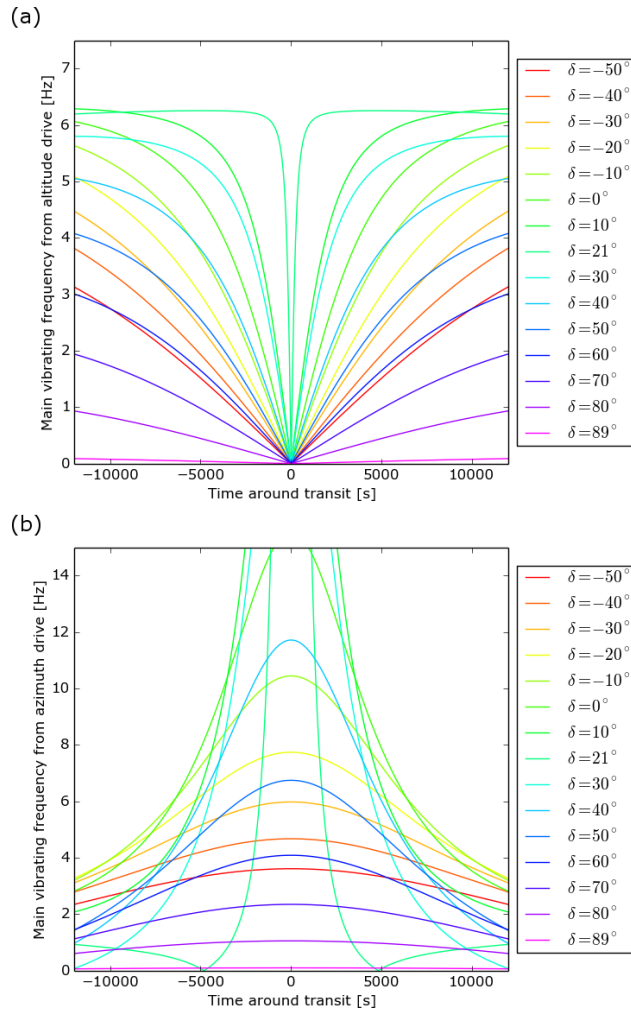 (a)
Main vibrating frequency from altitude drive [Hz]
7
6
5
4
3
2
1
0
−10000 −5000 0 5000 10000
Time around transit [s]
δ=−50°
δ=−40°
δ=−30°
δ=−20°
δ=−10°
δ=0°
δ=10°
δ=21°
δ=30°
δ=40°
δ=50°
δ=60°
δ=70°
δ=80°
δ=89°
(b)
Main vibrating frequency from azimuth drive [Hz]
14
12
10
8
6
4
2
0
−10000 −5000 0 5000 10000
Time around transit [s]
δ=−50°
δ=−40°
δ=−30°
δ=−20°
δ=−10°
δ=0°
δ=10°
δ=21°
δ=30°
δ=40°
δ=50°
δ=60°
δ=70°
δ=80°
δ=89°